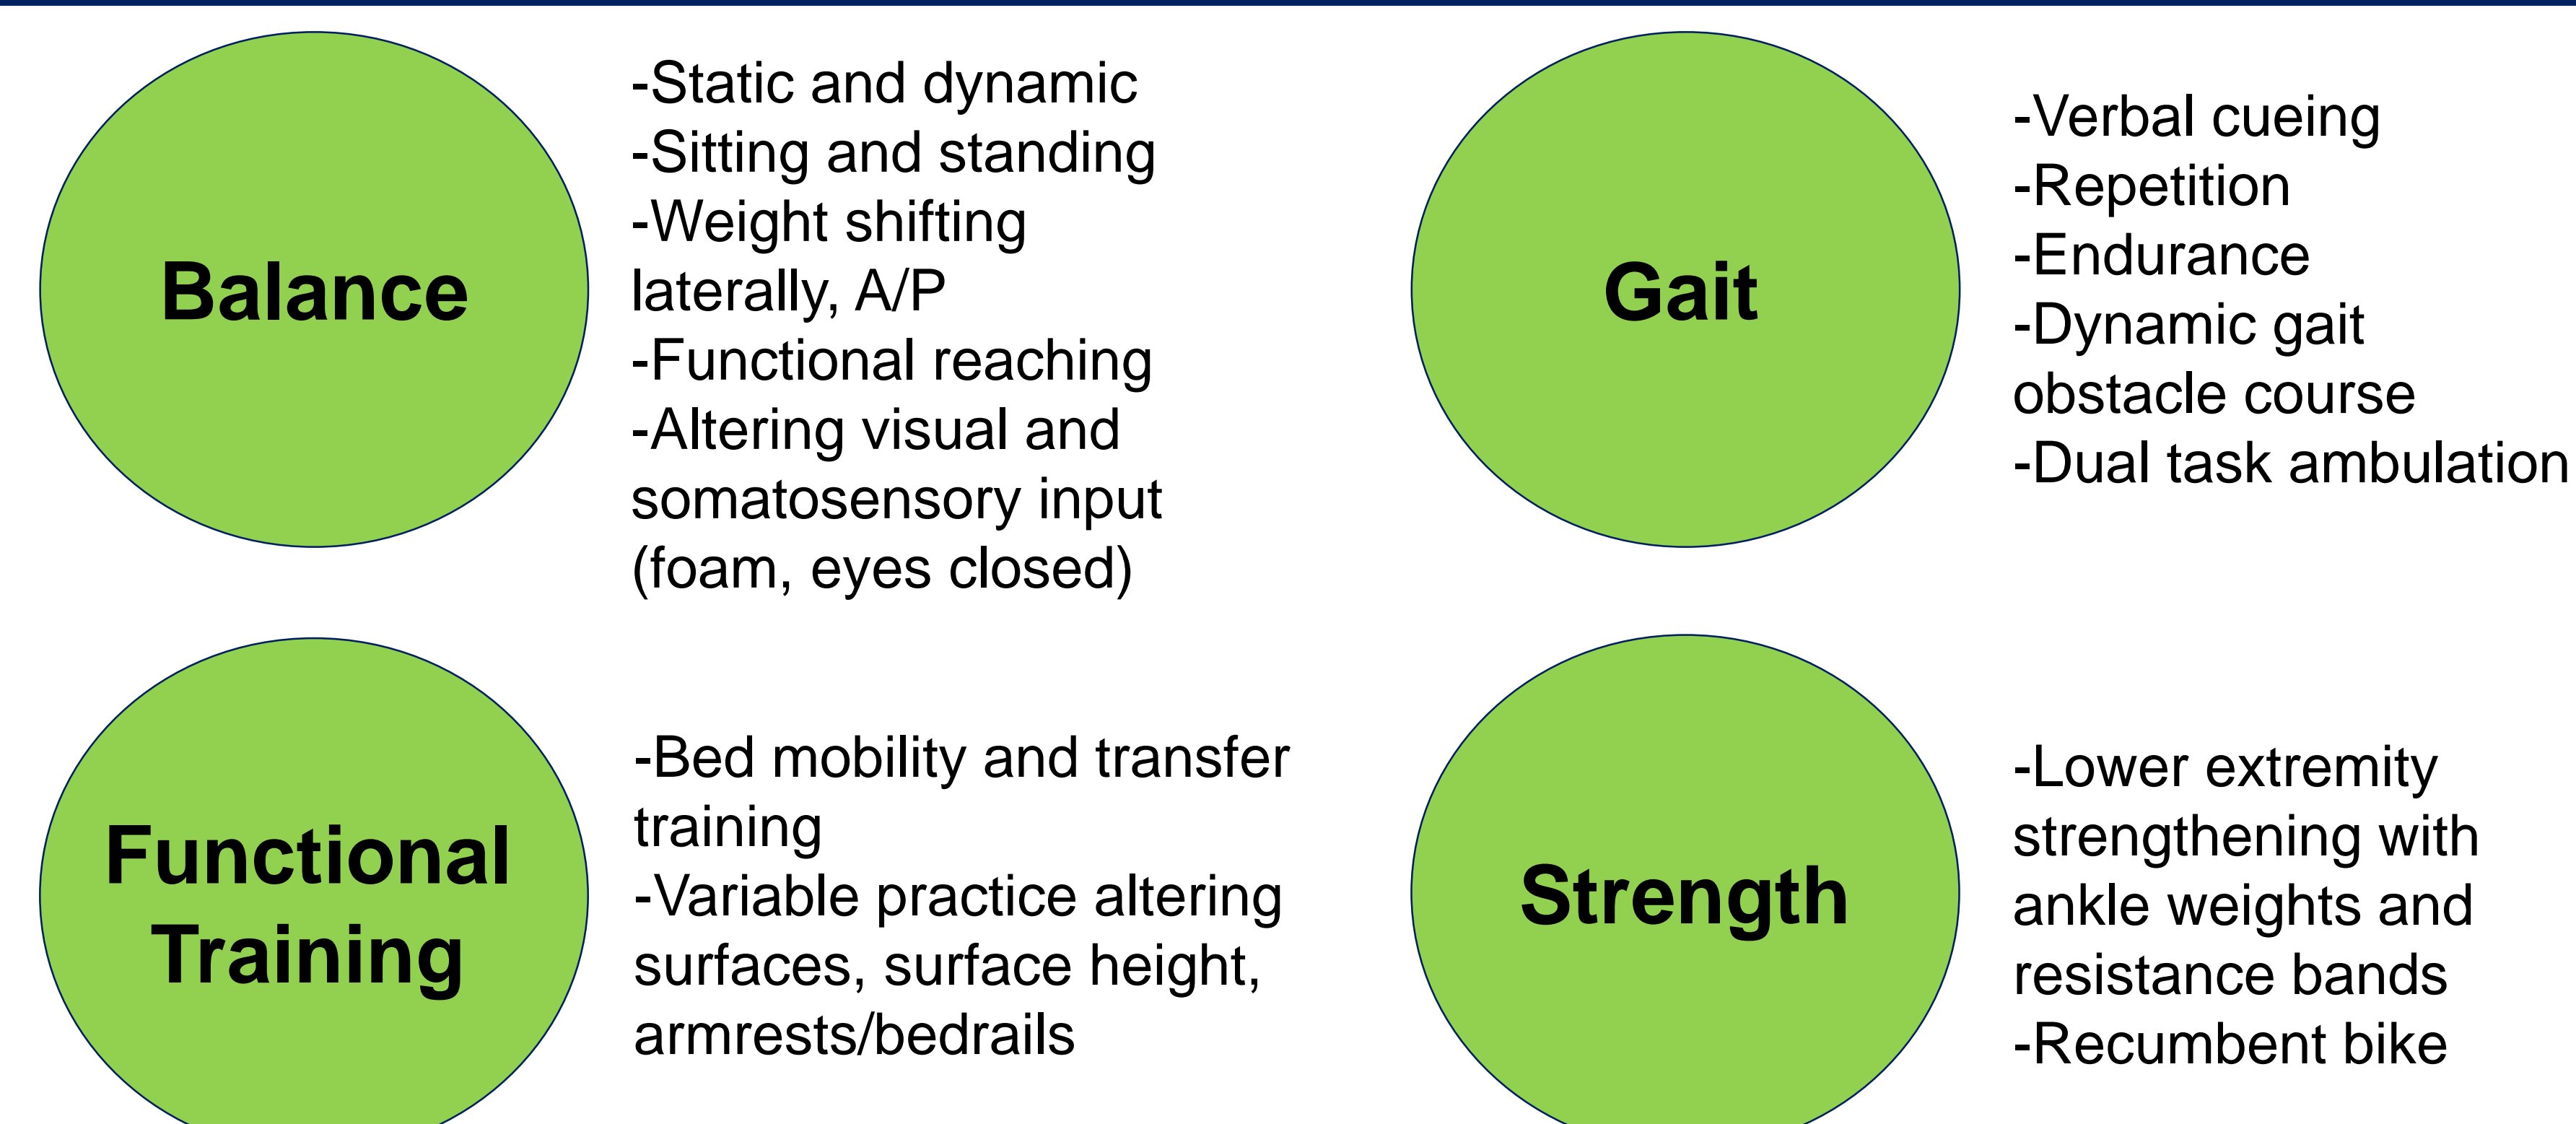 Balance
-Static and dynamic
-Sitting and standing
-Weight shifting
laterally, A/P
-Functional reaching
-Altering visual and
somatosensory input
(foam, eyes closed)
Gait
-Verbal cueing
-Repetition
-Endurance
-Dynamic gait
obstacle course
-Dual task ambulation
Functional
Training
-Bed mobility and transfer
training
-Variable practice altering
surfaces, surface height,
armrests/bedrails
Strength
-Lower extremity
strengthening with
ankle weights and
resistance bands
-Recumbent bike